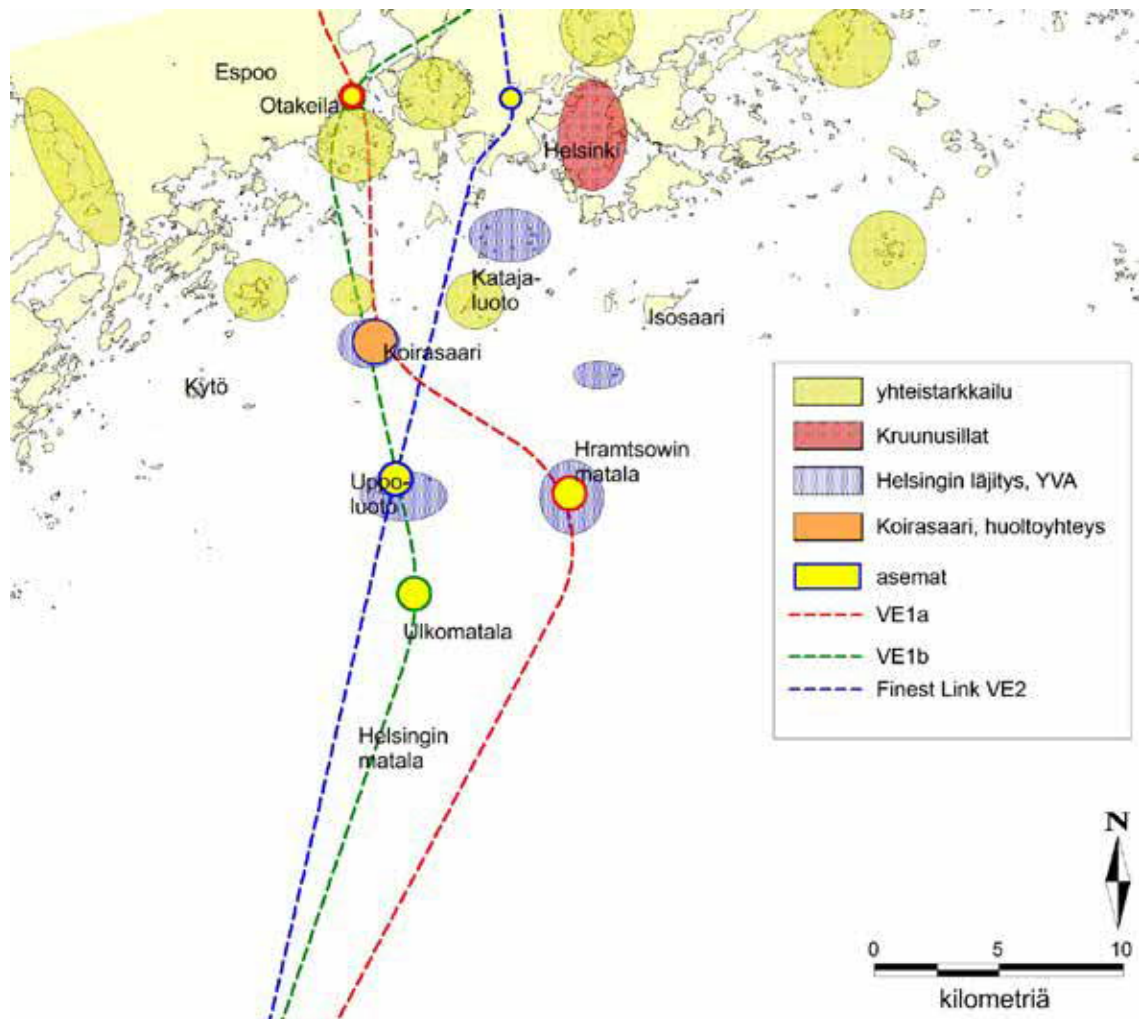 Espoo
Otakeila
Helsinki
Kataja-
luoto
Isosaari
Koirasaari
Kytö
Hramtsowin
matala
Uppo-
luoto
Ulkomatala
Helsingin
matala
yhteistarkkailu
Kruunusillat
Helsingin läjitys, YVA
Koirasaari, huoltoyhteys
asemat
VE1a
VE1b
Finest Link VE2
N
0 5 10
kilometriä